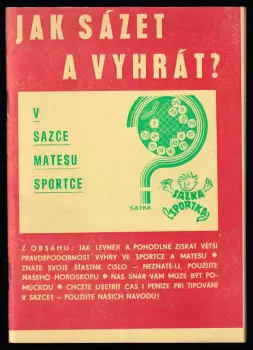 JAK SÁZET
A VYHRÁT?
V
SAZCE
MATESU
SPORTCE
SAZKA
SAZKA
SPORTKA
Z OBSAHU: JAK LEVNĚJI A POHODLNĚ ZÍSKAT VĚTŠÍ
PRAVDĚPODOBNOST VÝHRY VE SPORTCE A MATESU ●
ZNÁTE SVOJE ŠŤASTNÉ ČÍSLO - NEZNÁTE-LI, POUŽIJTE
NAŠEHO HOROSKOPU ● NÁŠ SNÁŘ VÁM MŮŽE BÝT PO-
MŮCKOU ● CHCETE UŠETŘIT ČAS I PENÍZE PŘI TIPOVÁNÍ
V SAZCE? - POUŽIJTE NAŠICH NÁVODŮ!